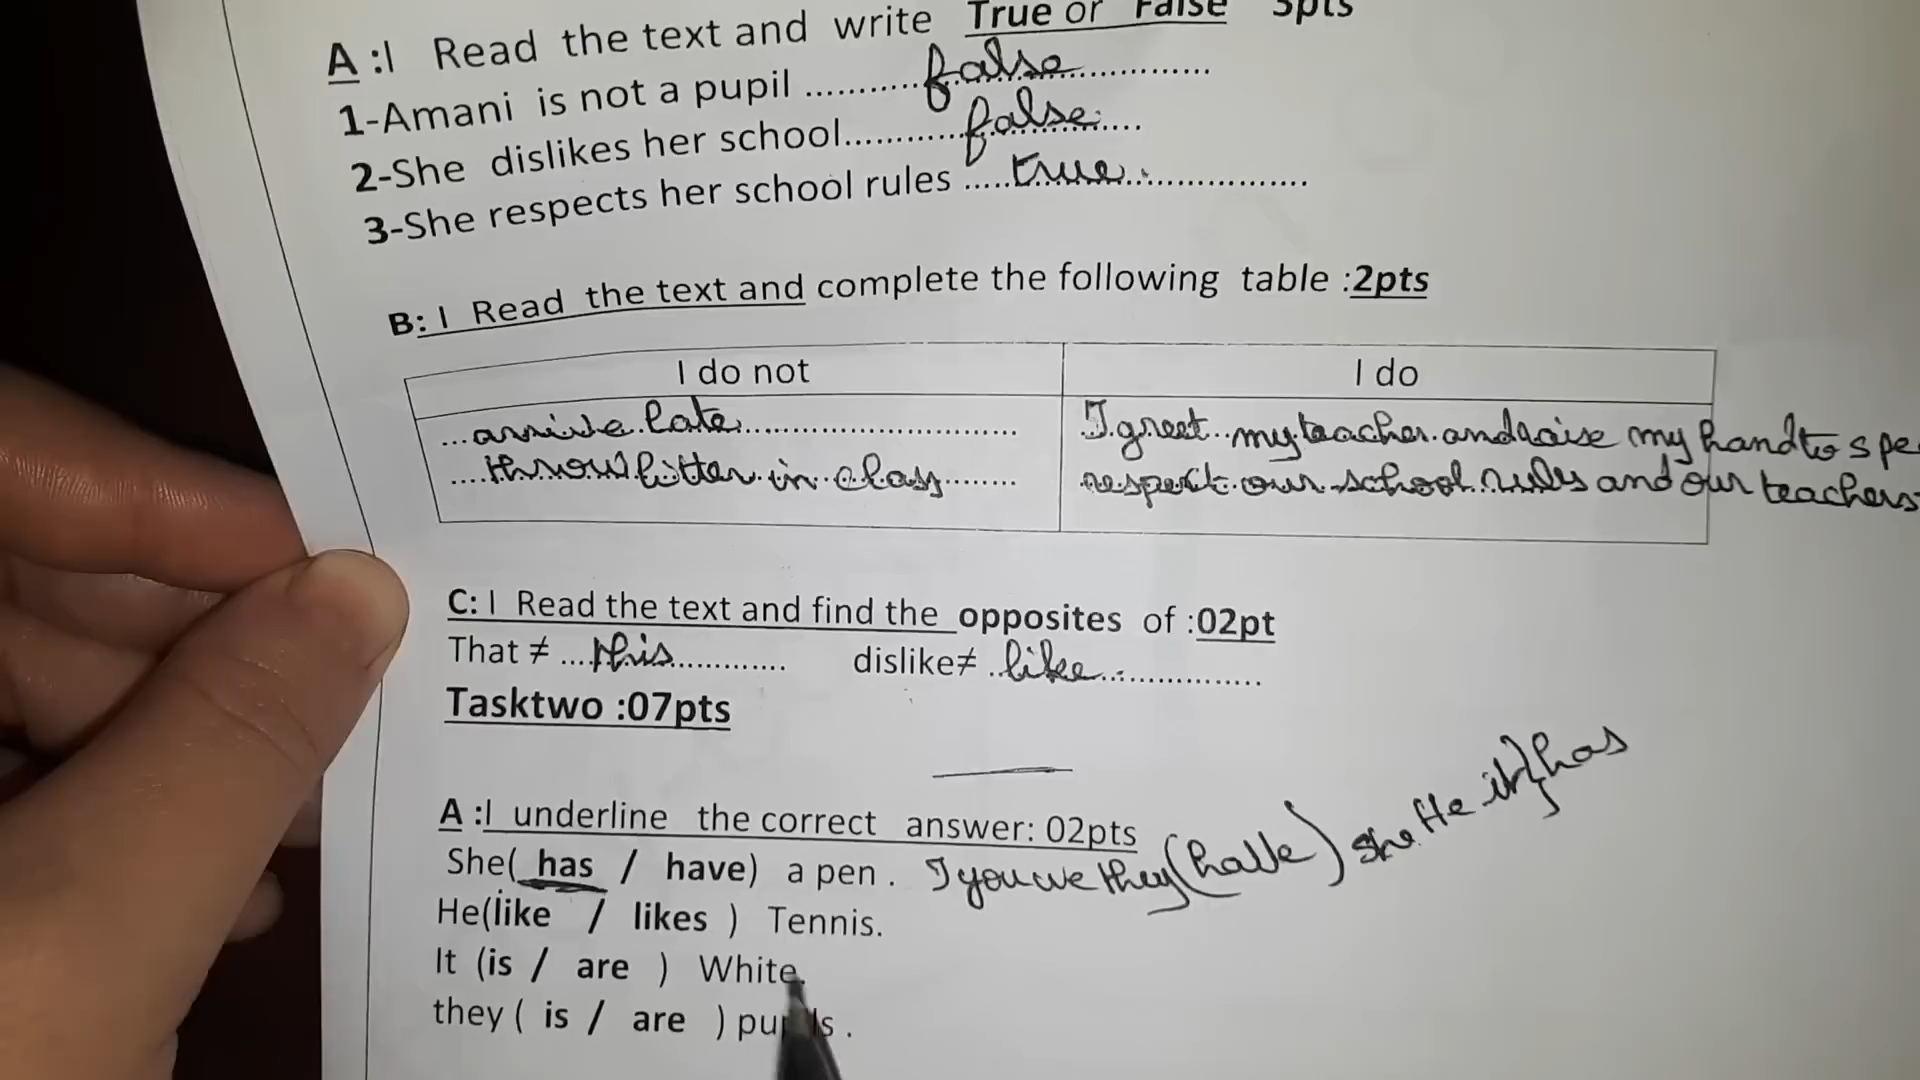 A :I Read the text and write True or False 3pts
1-Amani is not a pupil ........... false ..............
2-She dislikes her school........... false ....
3-She respects her school rules ..... true ..................
B: I Read the text and complete the following table :2pts
I do not I do
...arrive late.......................... I greet my teacher and raise my hand to spe
....throw litter in class........ respect our school rules and our teachers
C: I Read the text and find the opposites of :02pt
That ≠ ....this............ dislike≠ ..like................
Tasktwo :07pts
A :I underline the correct answer: 02pts
She( has / have) a pen . I you we they (have) she He it} has
He(like / likes ) Tennis.
It (is / are ) White.
they ( is / are ) pupils .